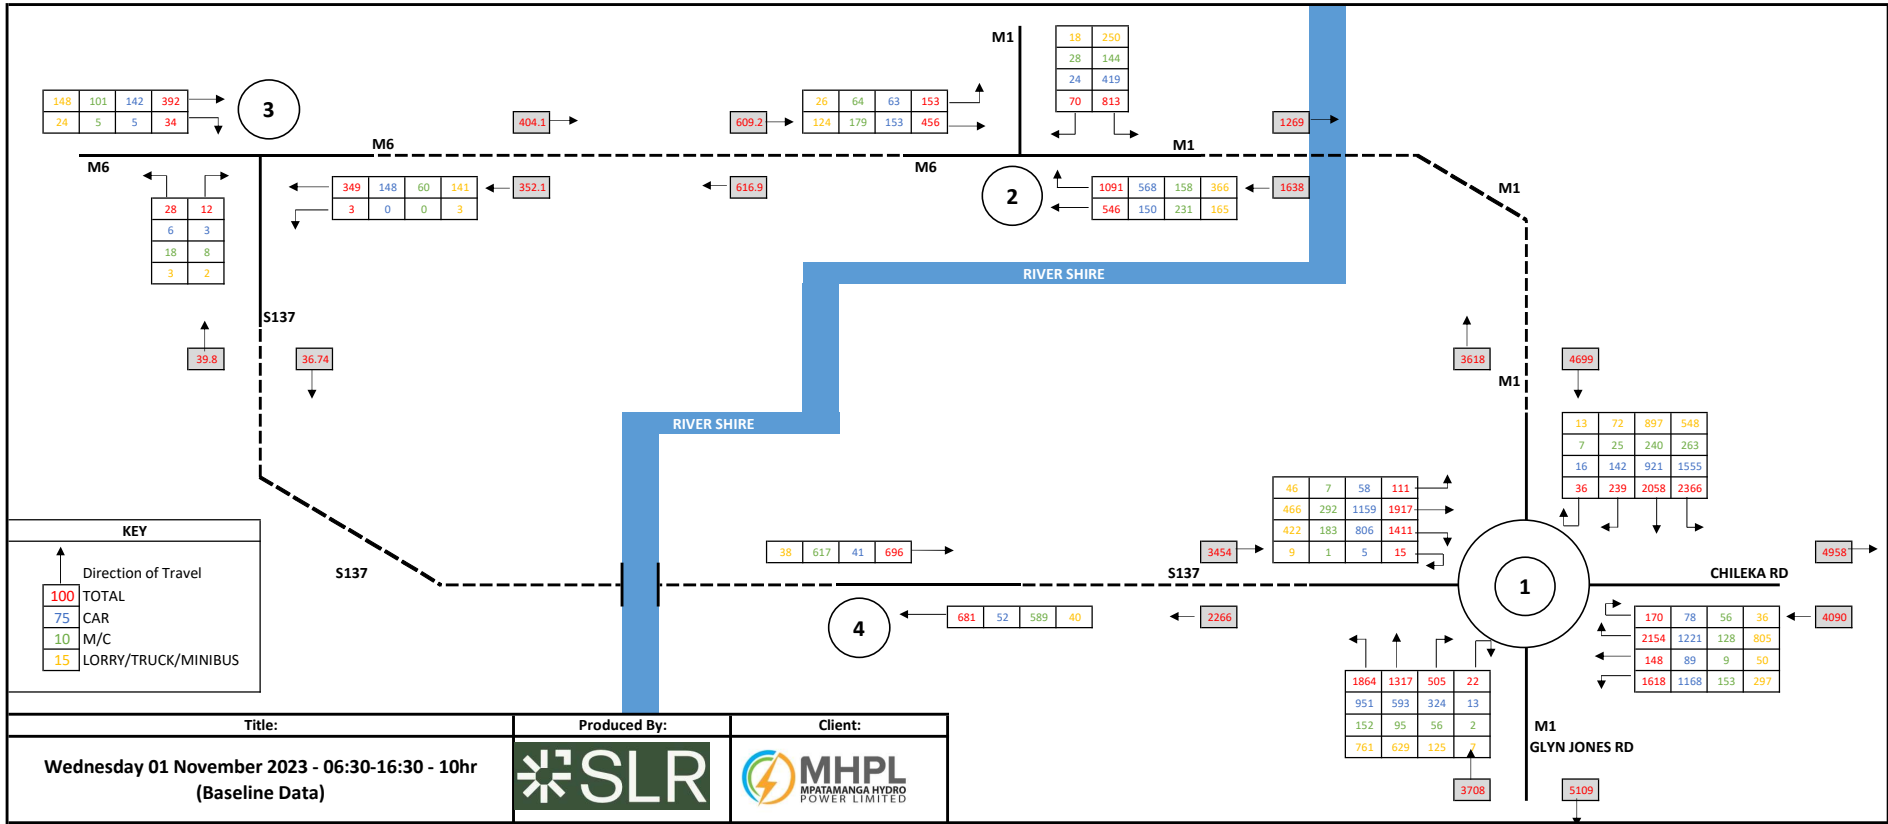 M1
18 250
28 144
24 419
70 813
148 101 142 392
24 5 5 34
3
404.1
609.2
26 64 63 153
124 179 153 456
1269
M6
M6
M6
M1
M1
349 148 60 141
3 0 0 3
352.1
616.9
2
1091 568 158 366
546 150 231 165
1638
28 12
6 3
18 8
3 2
RIVER SHIRE
S137
39.8
36.74
3618
4699
M1
RIVER SHIRE
13 72 897 548
7 25 240 263
16 142 921 1555
36 239 2058 2366
46 7 58 111
466 292 1159 1917
422 183 806 1411
9 1 5 15
KEY
Direction of Travel
100 TOTAL
75 CAR
10 M/C
15 LORRY/TRUCK/MINIBUS
S137
38 617 41 696
3454
S137
1
CHILEKA RD
4958
4
681 52 589 40
2266
170 78 56 36
2154 1221 128 805
148 89 9 50
1618 1168 153 297
4090
1864 1317 505 22
951 593 324 13
152 95 56 2
761 629 125 7
M1
GLYN JONES RD
3708
5109
Title:
Produced By:
Client:
Wednesday 01 November 2023 - 06:30-16:30 - 10hr
(Baseline Data)
SLR
MHPL
MPATAMANGA HYDRO
POWER LIMITED